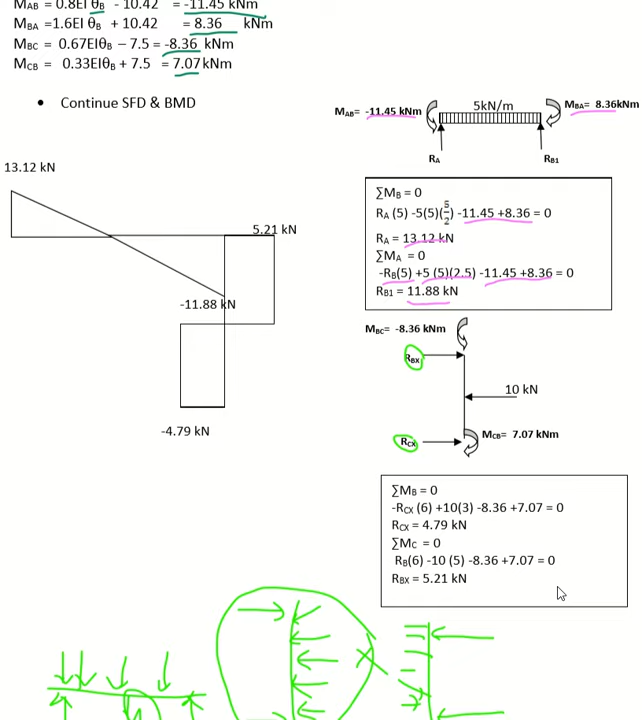 MAB = 0.8EI θB - 10.42 = -11.45 kNm
MBA =1.6EI θB + 10.42 = 8.36 kNm
MBC = 0.67EIθB – 7.5 = -8.36 kNm
MCB = 0.33EIθB + 7.5 = 7.07 kNm
• Continue SFD & BMD
MAB= -11.45 kNm
5kN/m
MBA= 8.36kNm
RA
RB1
13.12 kN
5.21 kN
-11.88 kN
-4.79 kN
∑MB = 0
RA (5) -5(5)(5/2) -11.45 +8.36 = 0
RA = 13.12 kN
∑MA = 0
-RB(5) +5 (5)(2.5) -11.45 +8.36 = 0
RB1 = 11.88 kN
MBC= -8.36 kNm
RBX
10 kN
RCX
MCB= 7.07 kNm
∑MB = 0
-RCX (6) +10(3) -8.36 +7.07 = 0
RCX = 4.79 kN
∑MC = 0
RB(6) -10 (5) -8.36 +7.07 = 0
RBX = 5.21 kN